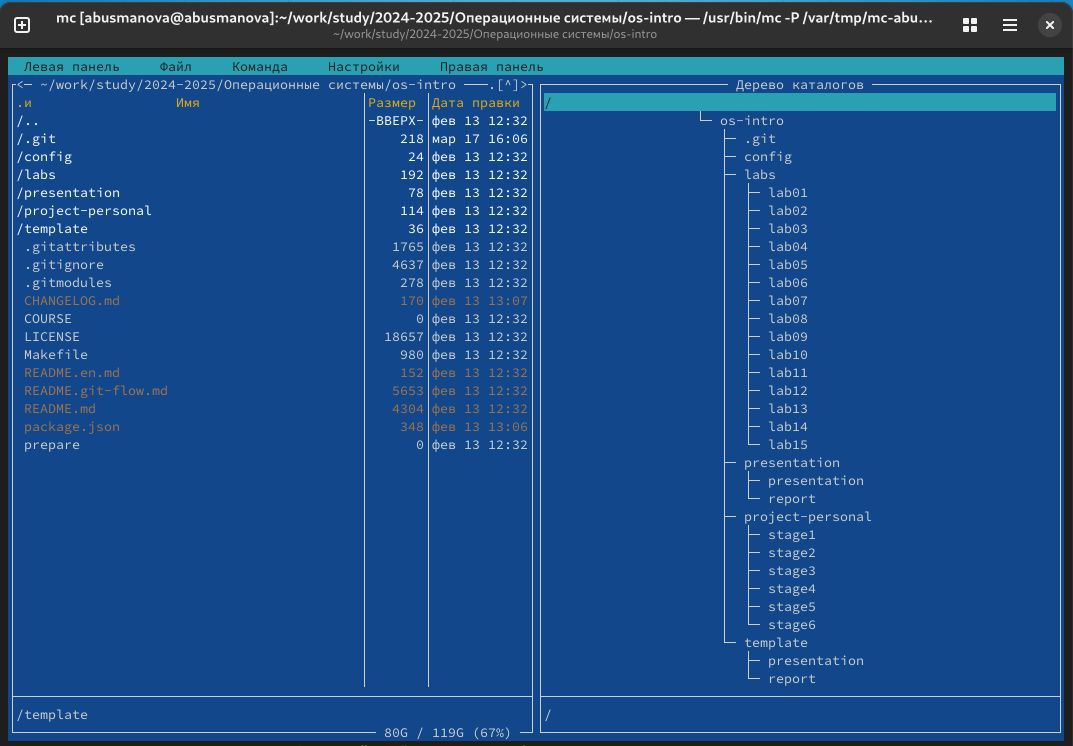 mc [abusmanova@abusmanova]:~/work/study/2024-2025/Операционные системы/os-intro — /usr/bin/mc -P /var/tmp/mc-abu…
~/work/study/2024-2025/Операционные системы/os-intro
Левая панель Файл Команда Настройки Правая панель
<— ~/work/study/2024-2025/Операционные системы/os-intro ———.[^]>
.и Имя Размер Дата правки
/.. -ВВЕРХ- фев 13 12:32
/.git 218 мар 17 16:06
/config 24 фев 13 12:32
/labs 192 фев 13 12:32
/presentation 78 фев 13 12:32
/project-personal 114 фев 13 12:32
/template 36 фев 13 12:32
.gitattributes 1765 фев 13 12:32
.gitignore 4637 фев 13 12:32
.gitmodules 278 фев 13 12:32
CHANGELOG.md 170 фев 13 13:07
COURSE 0 фев 13 12:32
LICENSE 18657 фев 13 12:32
Makefile 980 фев 13 12:32
README.en.md 152 фев 13 12:32
README.git-flow.md 5653 фев 13 12:32
README.md 4304 фев 13 12:32
package.json 348 фев 13 13:06
prepare 0 фев 13 12:32
/template
80G / 119G (67%)
Дерево каталогов
/
os-intro
.git
config
labs
lab01
lab02
lab03
lab04
lab05
lab06
lab07
lab08
lab09
lab10
lab11
lab12
lab13
lab14
lab15
presentation
presentation
report
project-personal
stage1
stage2
stage3
stage4
stage5
stage6
template
presentation
report
/